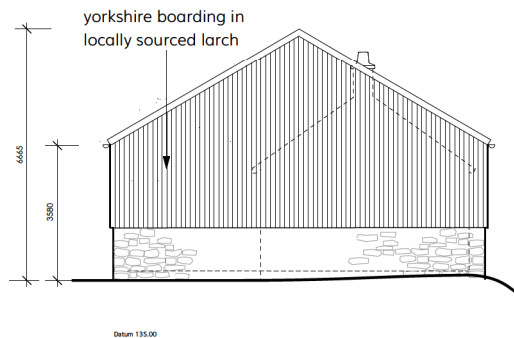 yorkshire boarding in
locally sourced larch
6665
3580
Datum 135.00